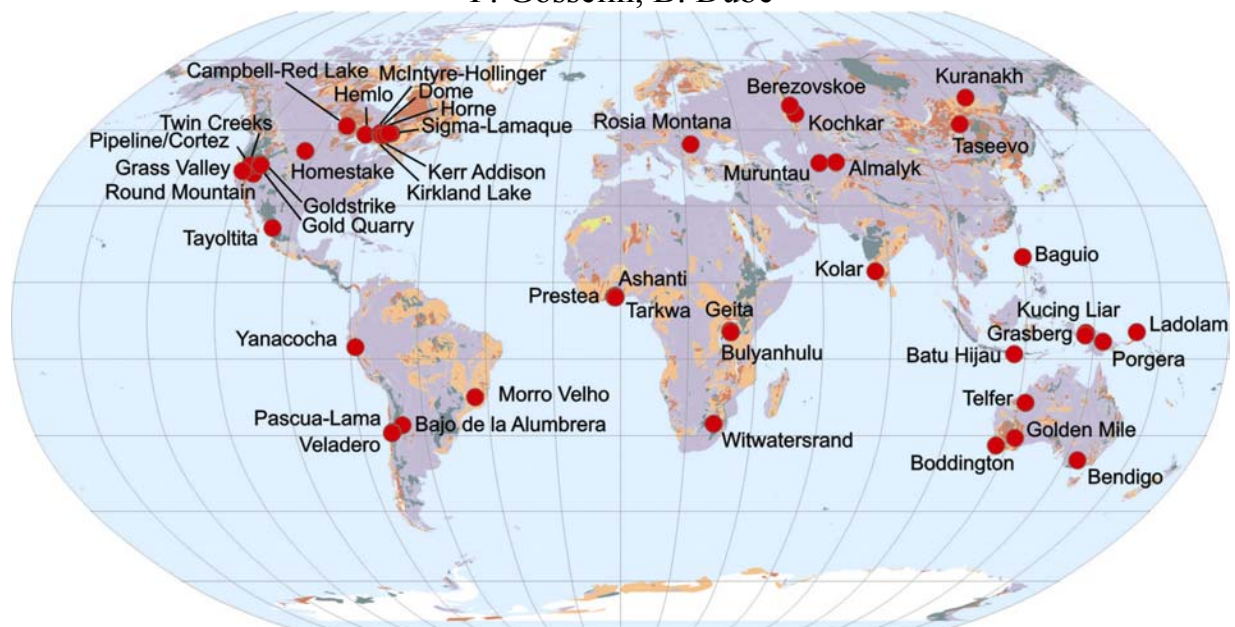 P. Gosselin, B. Dubé
Campbell-Red Lake
McIntyre-Hollinger
Hemlo
Dome
Horne
Sigma-Lamaque
Twin Creeks
Pipeline/Cortez
Grass Valley
Round Mountain
Homestake
Kerr Addison
Kirkland Lake
Goldstrike
Gold Quarry
Tayoltita
Yanacocha
Morro Velho
Pascua-Lama
Bajo de la Alumbrera
Veladero
Berezovskoe
Kuranakh
Rosia Montana
Kochkar
Taseevo
Muruntau
Almalyk
Baguio
Kolar
Ashanti
Prestea
Tarkwa
Geita
Bulyanhulu
Kucing Liar
Grasberg
Ladolam
Batu Hijau
Porgera
Telfer
Witwatersrand
Golden Mile
Boddington
Bendigo